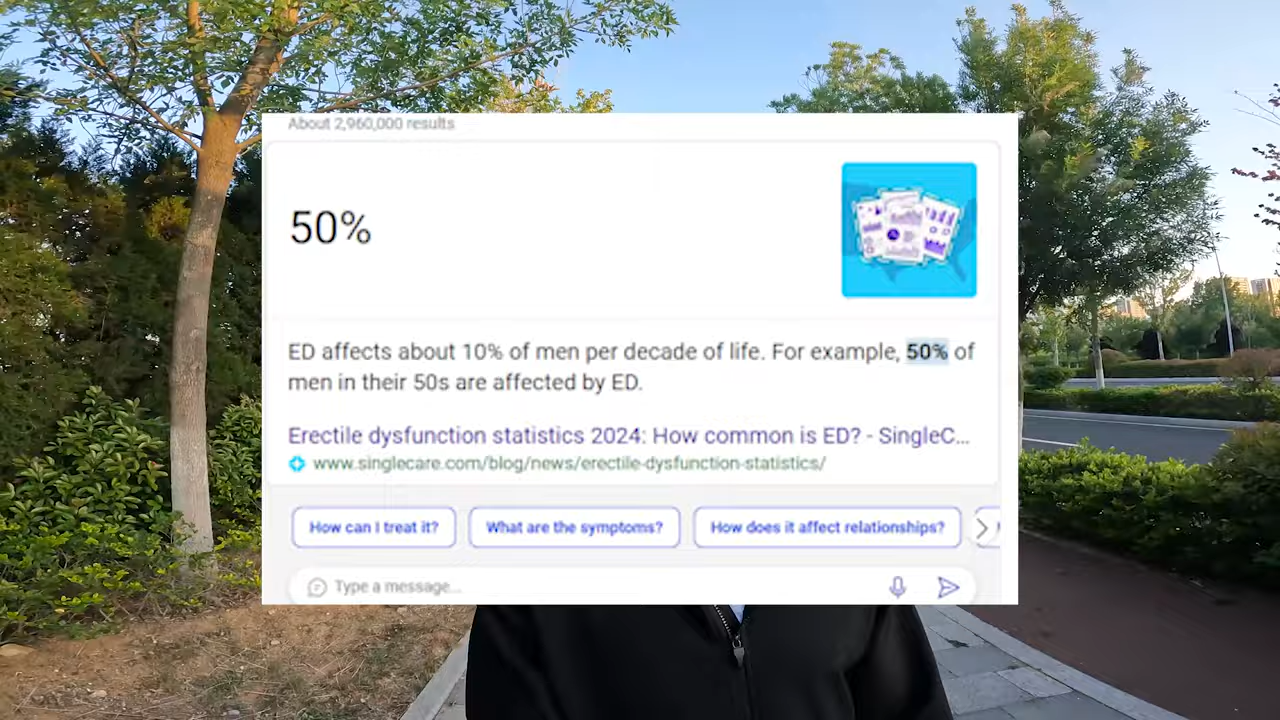 About 2,960,000 results
50%
ED affects about 10% of men per decade of life. For example, 50% of
men in their 50s are affected by ED.
Erectile dysfunction statistics 2024: How common is ED? - SingleC...
www.singlecare.com/blog/news/erectile-dysfunction-statistics/
How can I treat it?
What are the symptoms?
How does it affect relationships?
Type a message...